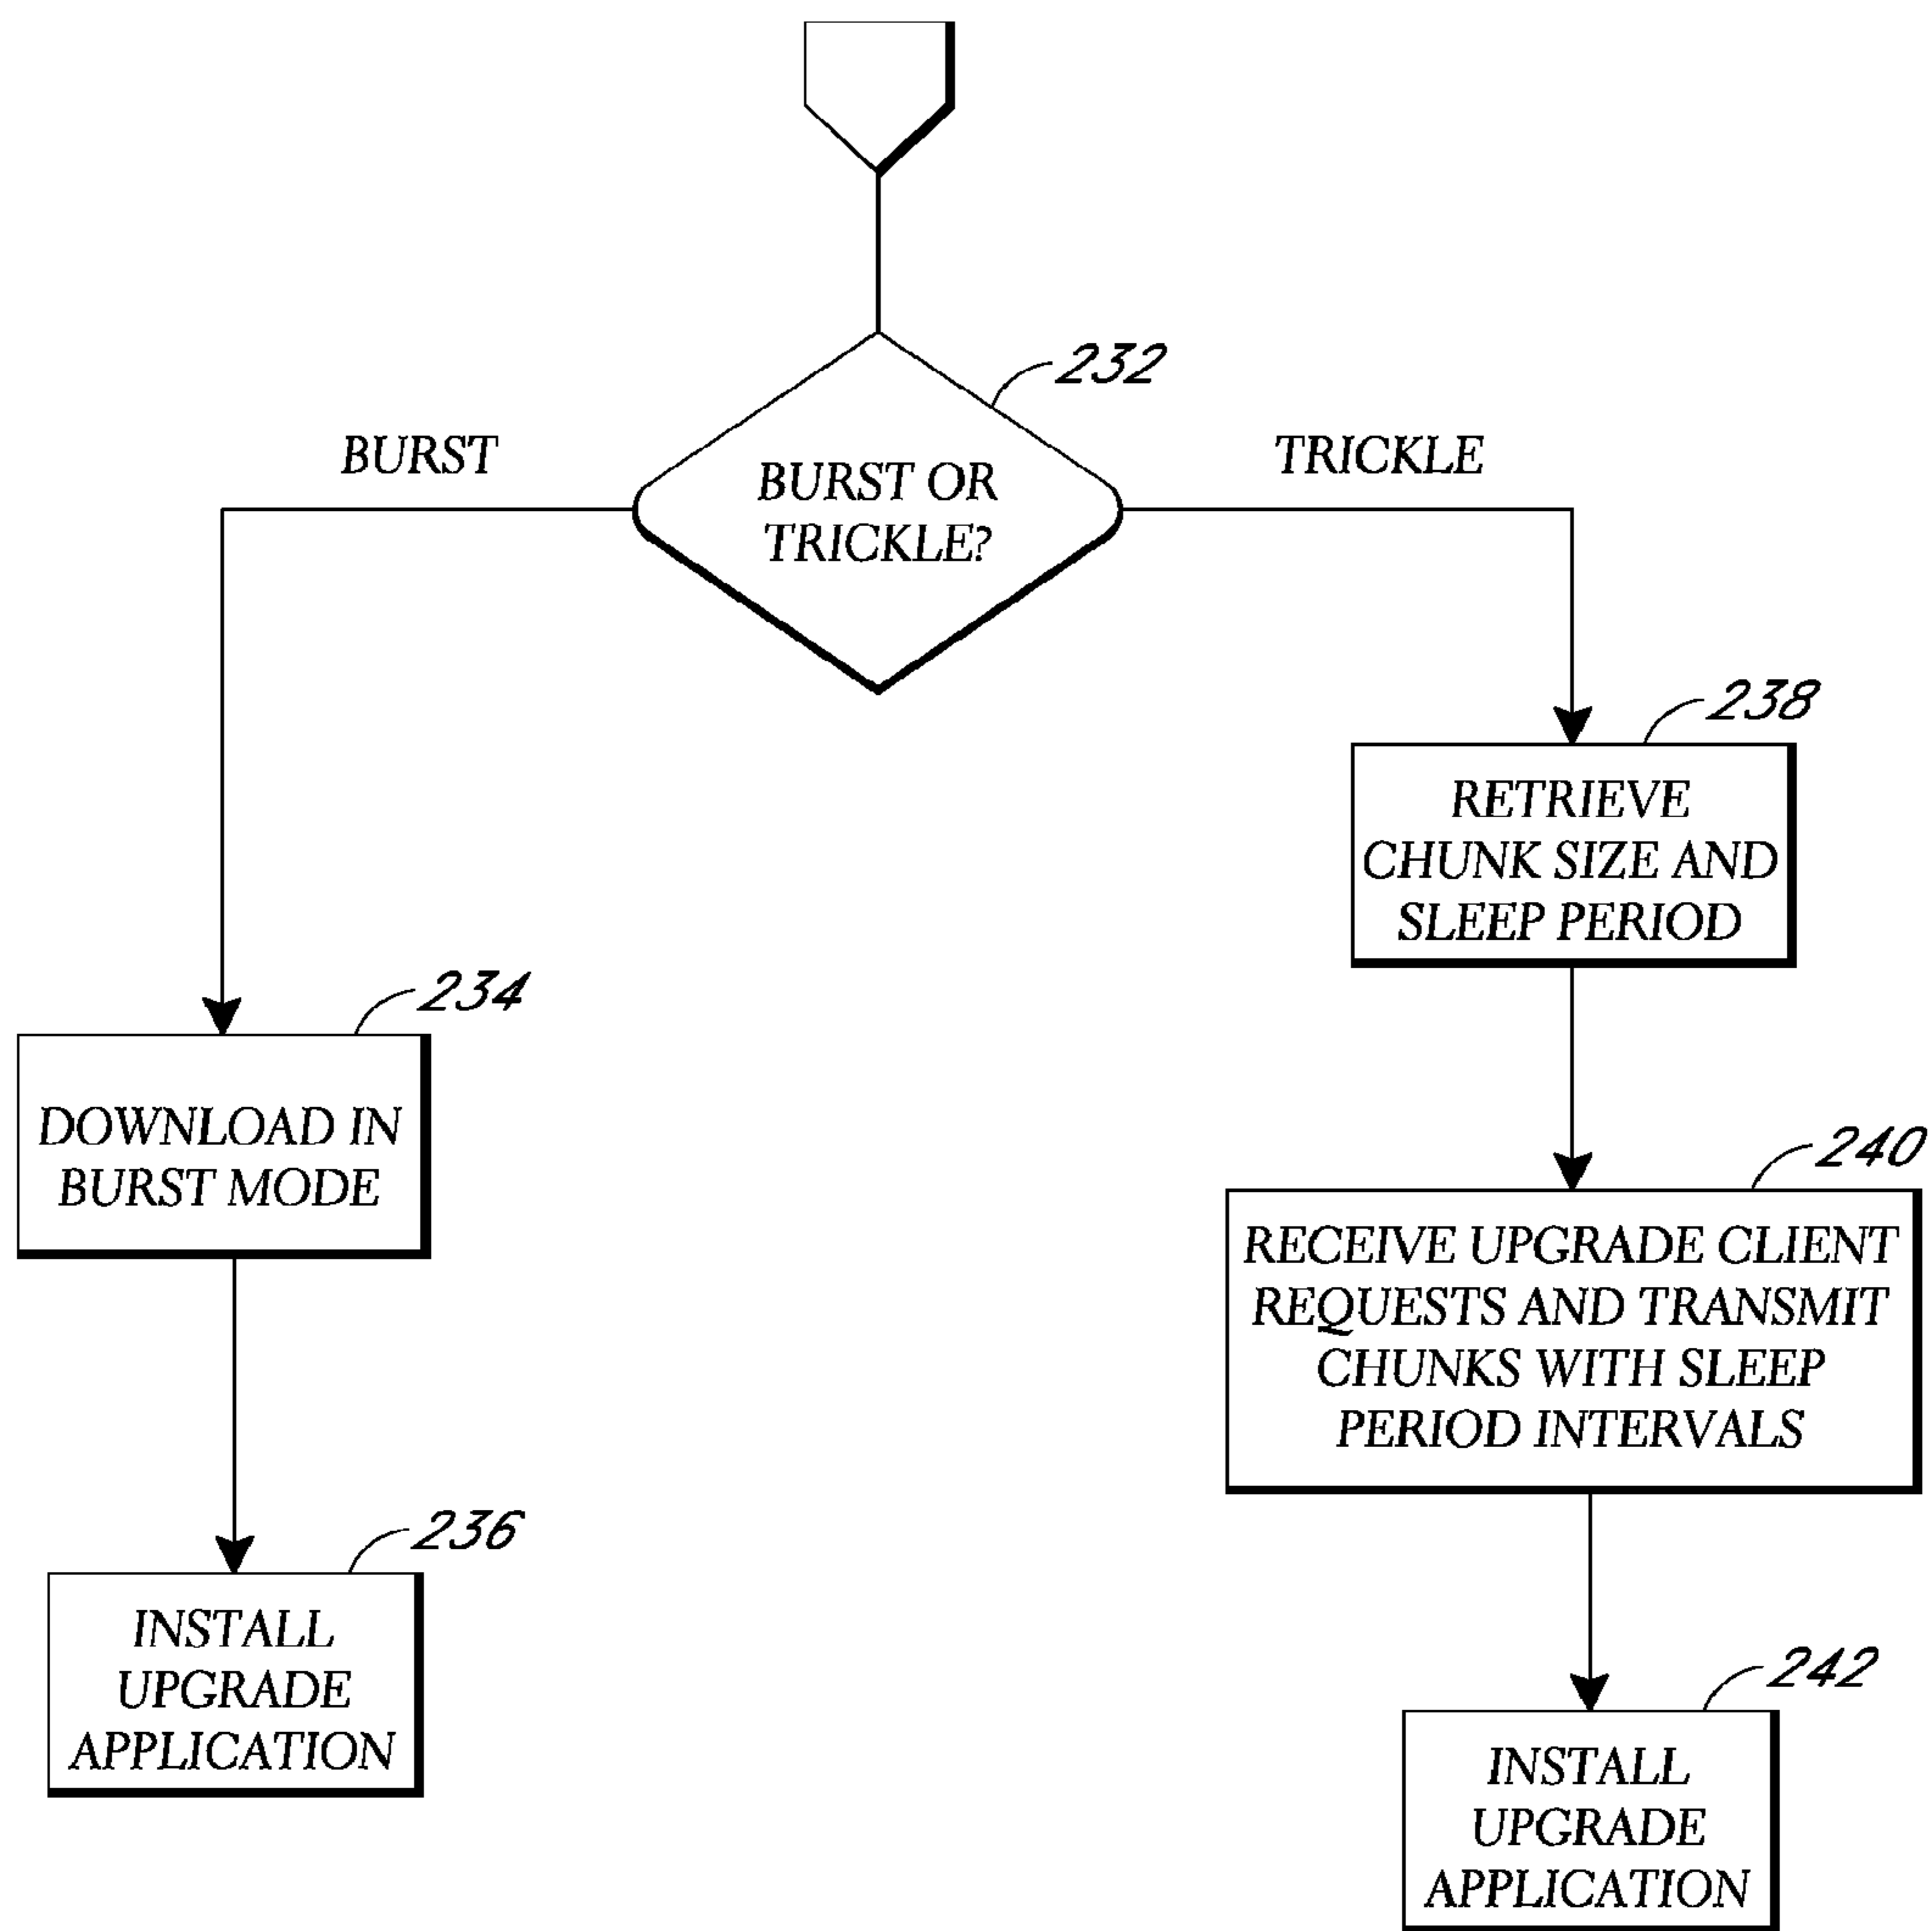 232
BURST
BURST OR
TRICKLE?
TRICKLE
238
RETRIEVE
CHUNK SIZE AND
SLEEP PERIOD
234
DOWNLOAD IN
BURST MODE
240
RECEIVE UPGRADE CLIENT
REQUESTS AND TRANSMIT
CHUNKS WITH SLEEP
PERIOD INTERVALS
236
INSTALL
UPGRADE
APPLICATION
242
INSTALL
UPGRADE
APPLICATION